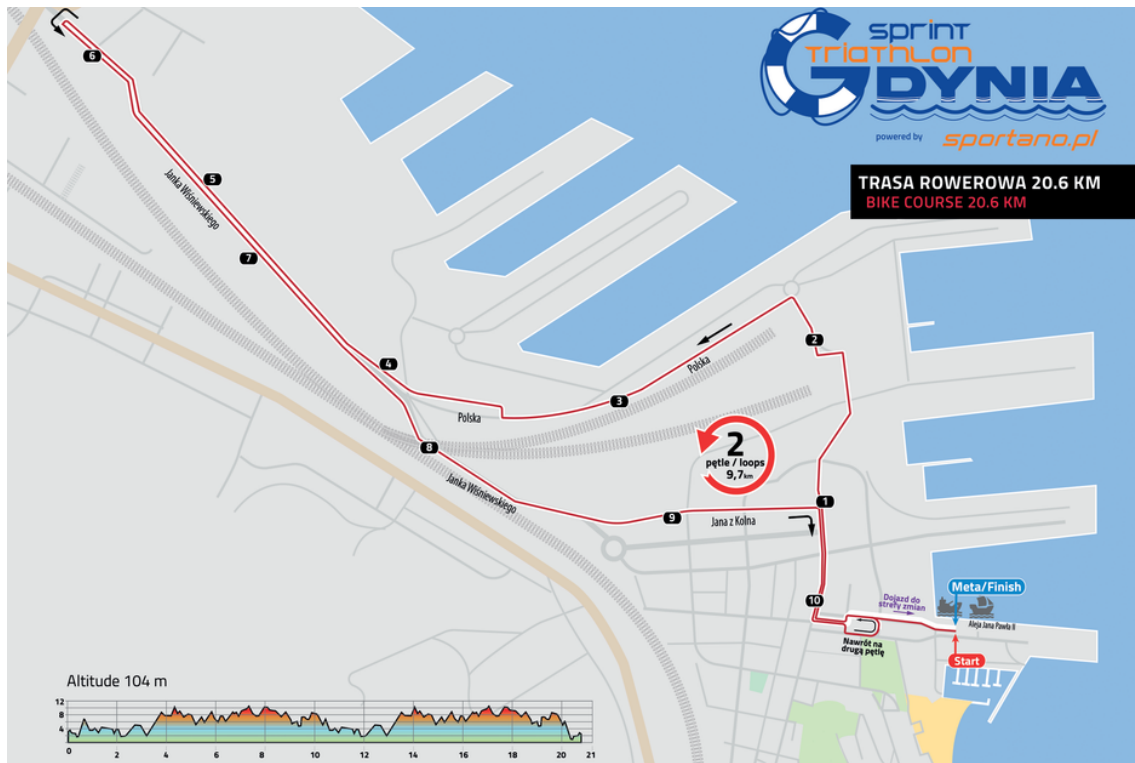 sprint
TriaTHLON
GDYNIA
powered by sportano.pl
TRASA ROWEROWA 20.6 KM
BIKE COURSE 20.6 KM
6
5
Janka Wiśniewskiego
7
2
Polska
4
3
Polska
8
2
pętle / loops
9,7km
Janka Wiśniewskiego
1
9
Jana z Kolna
Meta/Finish
10
Dojazd do
strefy zmian
Aleja Jana Pawła II
Nawrót na
drugą pętlę
Start
Altitude 104 m
12
8
4
0 2 4 6 8 10 12 14 16 18 20 21